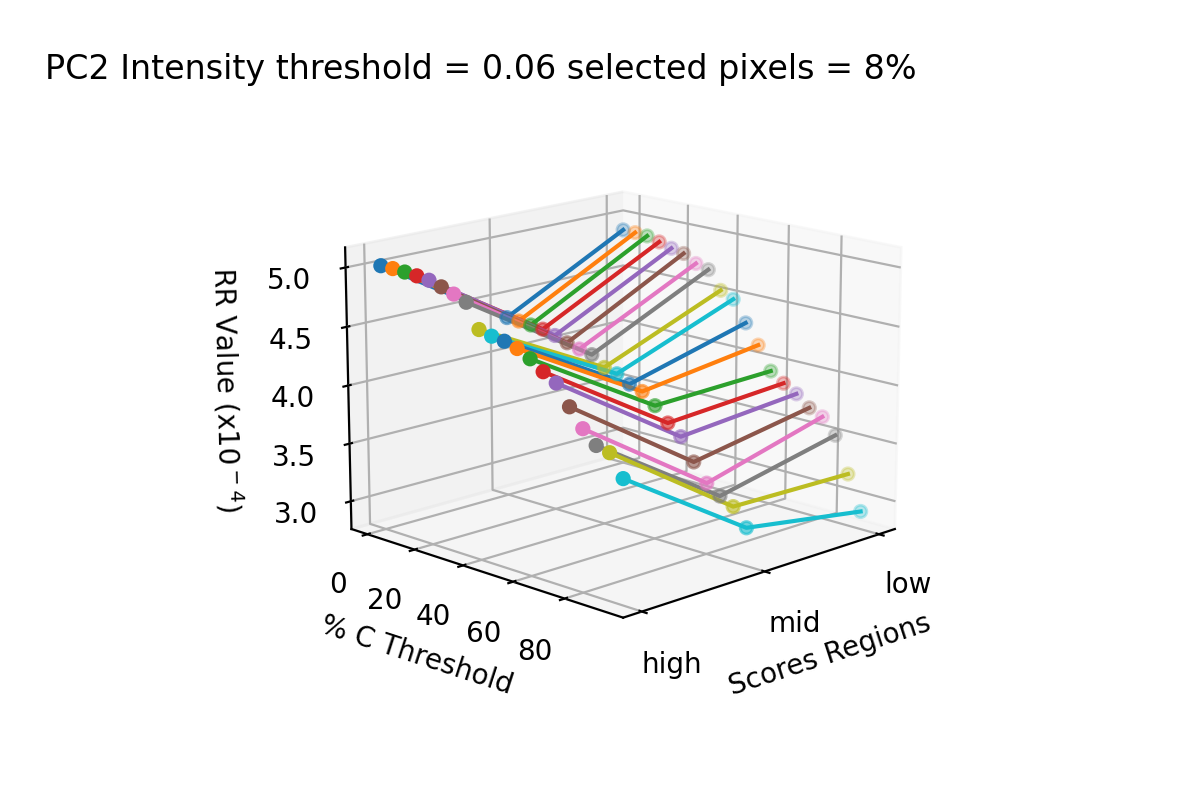 PC2 Intensity threshold = 0.06 selected pixels = 8%
RR Value (x10⁻⁴)
5.0
4.5
4.0
3.5
3.0
0
20
40
60
80
% C Threshold
high
mid
low
Scores Regions